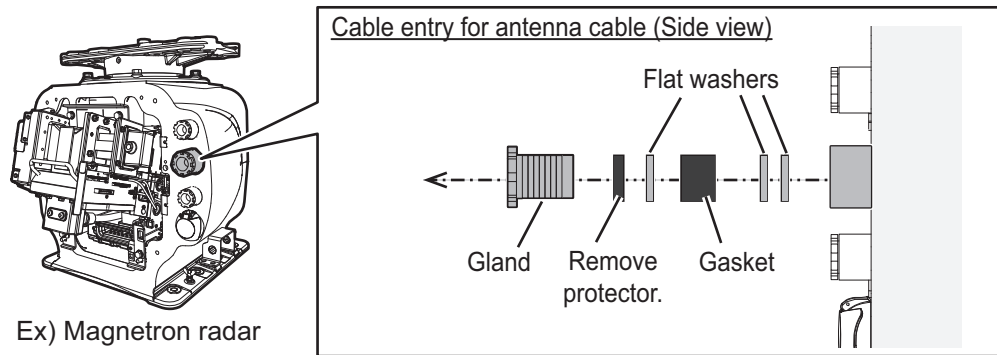 Cable entry for antenna cable (Side view)
Flat washers
Gland
Remove
protector.
Gasket
Ex) Magnetron radar